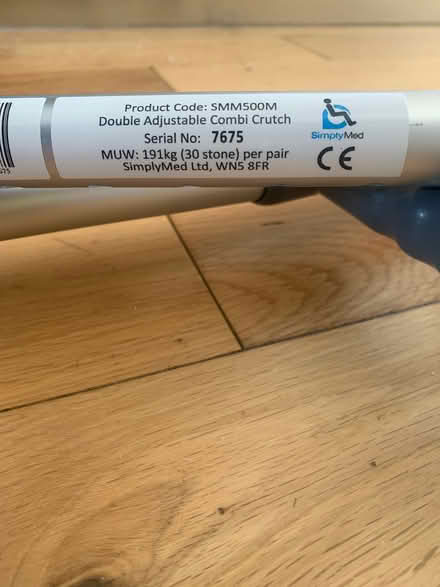 Product Code: SMM500M
Double Adjustable Combi Crutch
Serial No: 7675
MUW: 191kg (30 stone) per pair
SimplyMed Ltd, WN5 8FR
SimplyMed
CE